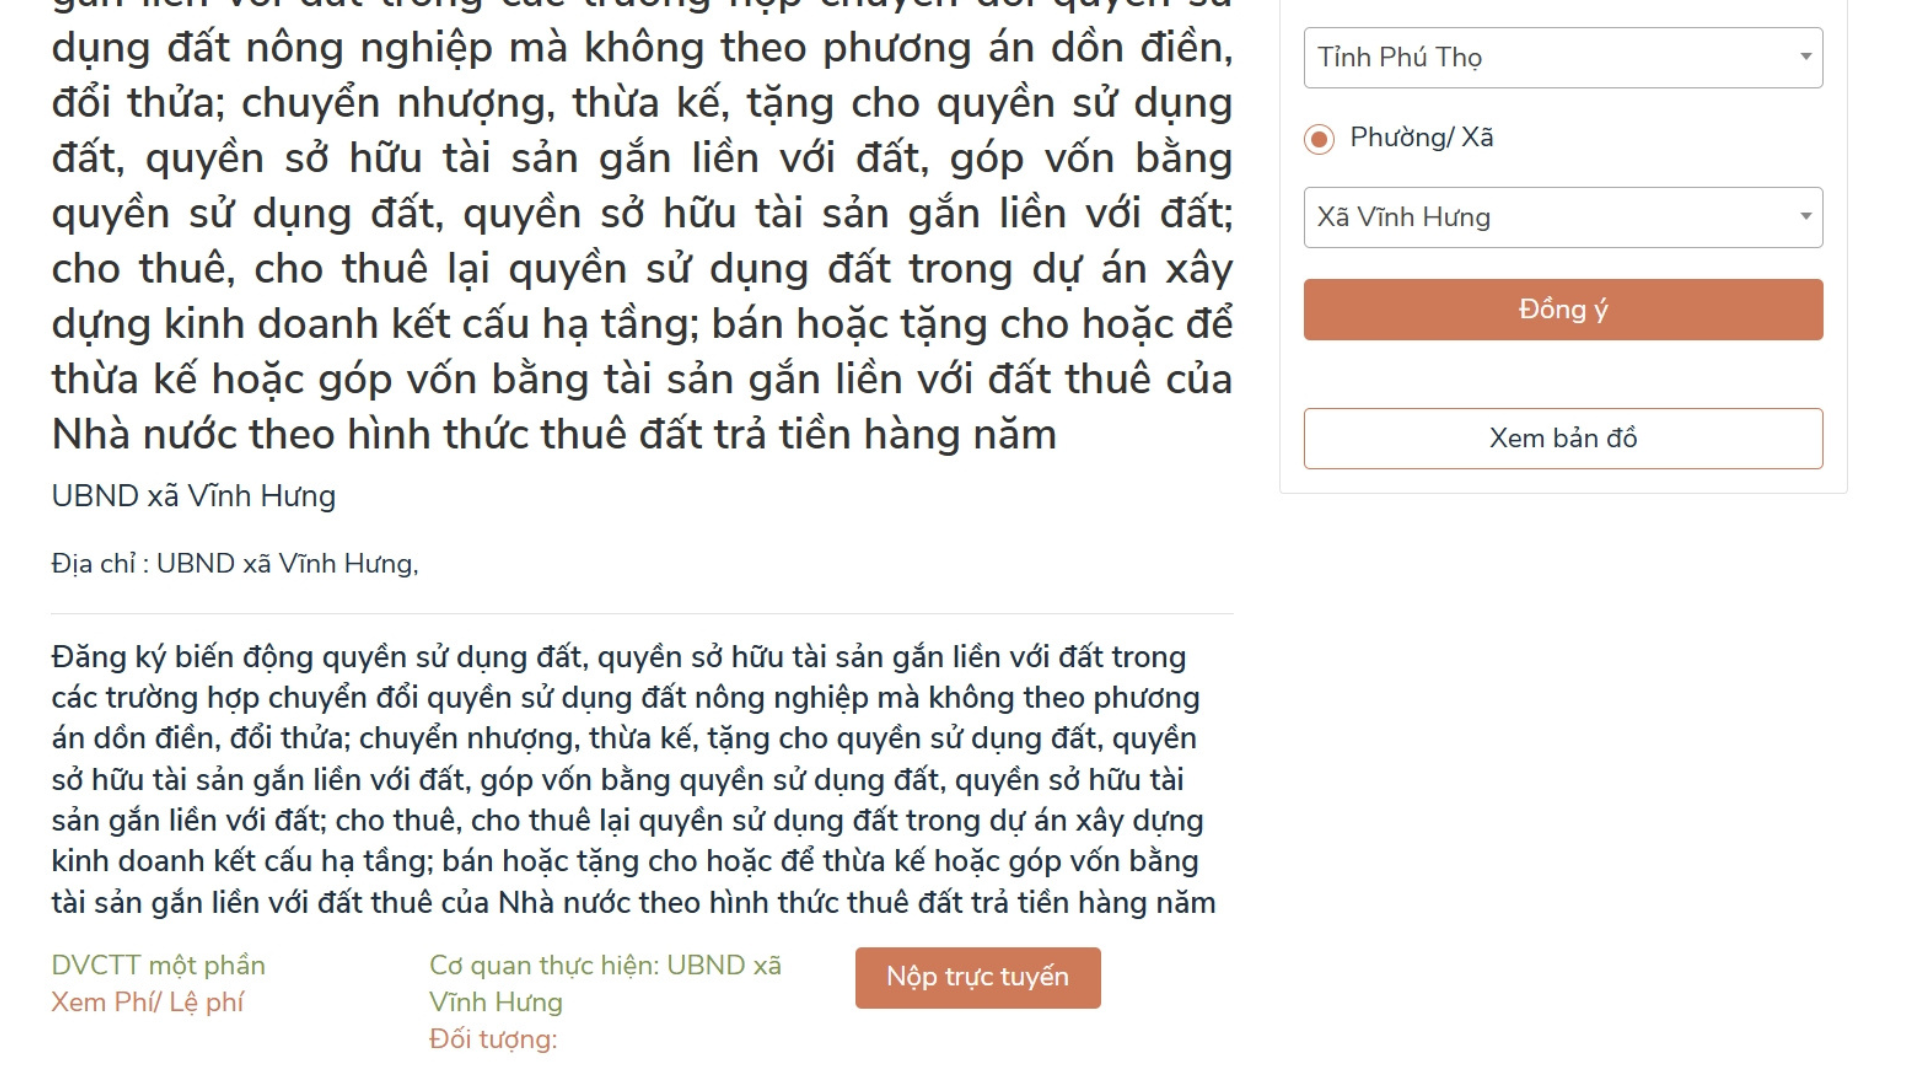 gắn liền với đất trong các trường hợp chuyển đổi quyền sử
dụng đất nông nghiệp mà không theo phương án dồn điền,
đổi thửa; chuyển nhượng, thừa kế, tặng cho quyền sử dụng
đất, quyền sở hữu tài sản gắn liền với đất, góp vốn bằng
quyền sử dụng đất, quyền sở hữu tài sản gắn liền với đất;
cho thuê, cho thuê lại quyền sử dụng đất trong dự án xây
dựng kinh doanh kết cấu hạ tầng; bán hoặc tặng cho hoặc để
thừa kế hoặc góp vốn bằng tài sản gắn liền với đất thuê của
Nhà nước theo hình thức thuê đất trả tiền hàng năm
UBND xã Vĩnh Hưng
Địa chỉ : UBND xã Vĩnh Hưng,
Đăng ký biến động quyền sử dụng đất, quyền sở hữu tài sản gắn liền với đất trong
các trường hợp chuyển đổi quyền sử dụng đất nông nghiệp mà không theo phương
án dồn điền, đổi thửa; chuyển nhượng, thừa kế, tặng cho quyền sử dụng đất, quyền
sở hữu tài sản gắn liền với đất, góp vốn bằng quyền sử dụng đất, quyền sở hữu tài
sản gắn liền với đất; cho thuê, cho thuê lại quyền sử dụng đất trong dự án xây dựng
kinh doanh kết cấu hạ tầng; bán hoặc tặng cho hoặc để thừa kế hoặc góp vốn bằng
tài sản gắn liền với đất thuê của Nhà nước theo hình thức thuê đất trả tiền hàng năm
DVCTT một phần
Xem Phí/ Lệ phí
Cơ quan thực hiện: UBND xã
Vĩnh Hưng
Đối tượng:
Nộp trực tuyến
Tỉnh Phú Thọ
Phường/ Xã
Xã Vĩnh Hưng
Đồng ý
Xem bản đồ